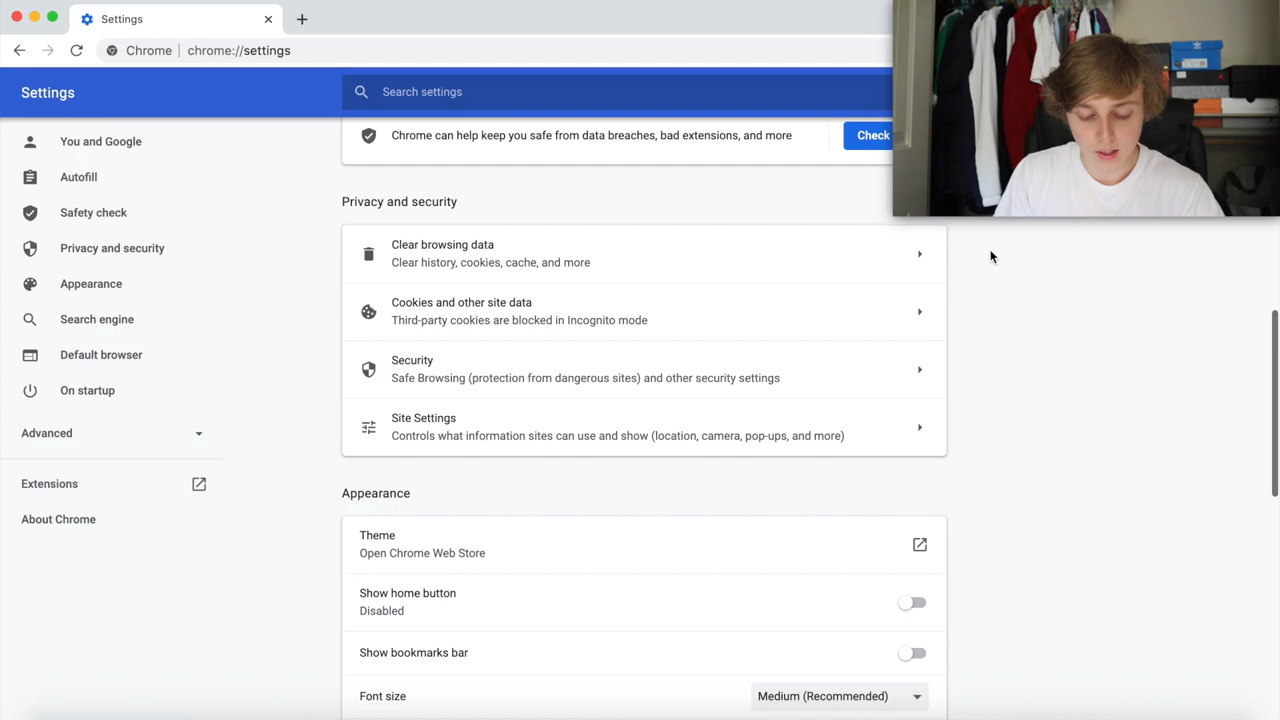 Settings
Chrome | chrome://settings
Settings
Search settings
You and Google
Autofill
Safety check
Privacy and security
Appearance
Search engine
Default browser
On startup
Advanced
Extensions
About Chrome
Chrome can help keep you safe from data breaches, bad extensions, and more
Check
Privacy and security
Clear browsing data
Clear history, cookies, cache, and more
Cookies and other site data
Third-party cookies are blocked in Incognito mode
Security
Safe Browsing (protection from dangerous sites) and other security settings
Site Settings
Controls what information sites can use and show (location, camera, pop-ups, and more)
Appearance
Theme
Open Chrome Web Store
Show home button
Disabled
Show bookmarks bar
Font size
Medium (Recommended)